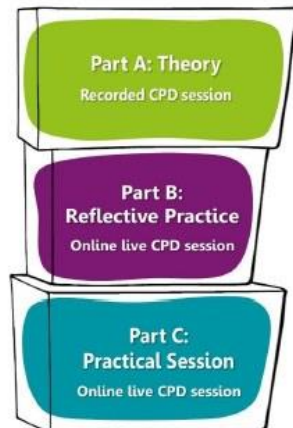 Part A: Theory
Recorded CPD session
Part B:
Reflective Practice
Online live CPD session
Part C:
Practical Session
Online live CPD session